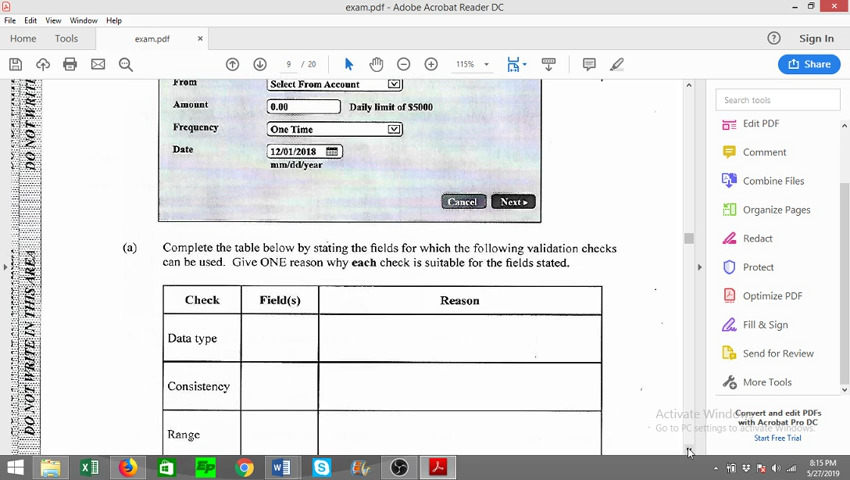 exam.pdf - Adobe Acrobat Reader DC
File Edit View Window Help
Home Tools exam.pdf × Sign In
9 / 20 115% Share
From Select From Account
Amount 0.00 Daily limit of $5000
Frequency One Time
Date 12/01/2018
mm/dd/year
Cancel Next
DO NOT WRIT
DO NOT WRITE IN THIS AREA
(a) Complete the table below by stating the fields for which the following validation checks
can be used. Give ONE reason why each check is suitable for the fields stated.
Check Field(s) Reason
Data type
Consistency
Range
Search tools
Edit PDF
Comment
Combine Files
Organize Pages
Redact
Protect
Optimize PDF
Fill & Sign
Send for Review
More Tools
Convert and edit PDFs
with Acrobat Pro DC
Start Free Trial
Activate Windows
Go to PC settings to activate Windows.
8:15 PM
5/27/2019